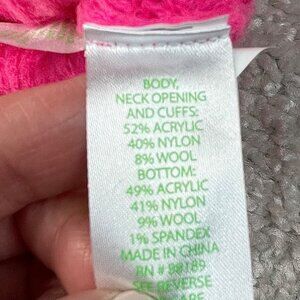 BODY,
NECK OPENING
AND CUFFS:
52% ACRYLIC
40% NYLON
8% WOOL
BOTTOM:
49% ACRYLIC
41% NYLON
9% WOOL
1% SPANDEX
MADE IN CHINA
RN # 88189
SEE REVERSE